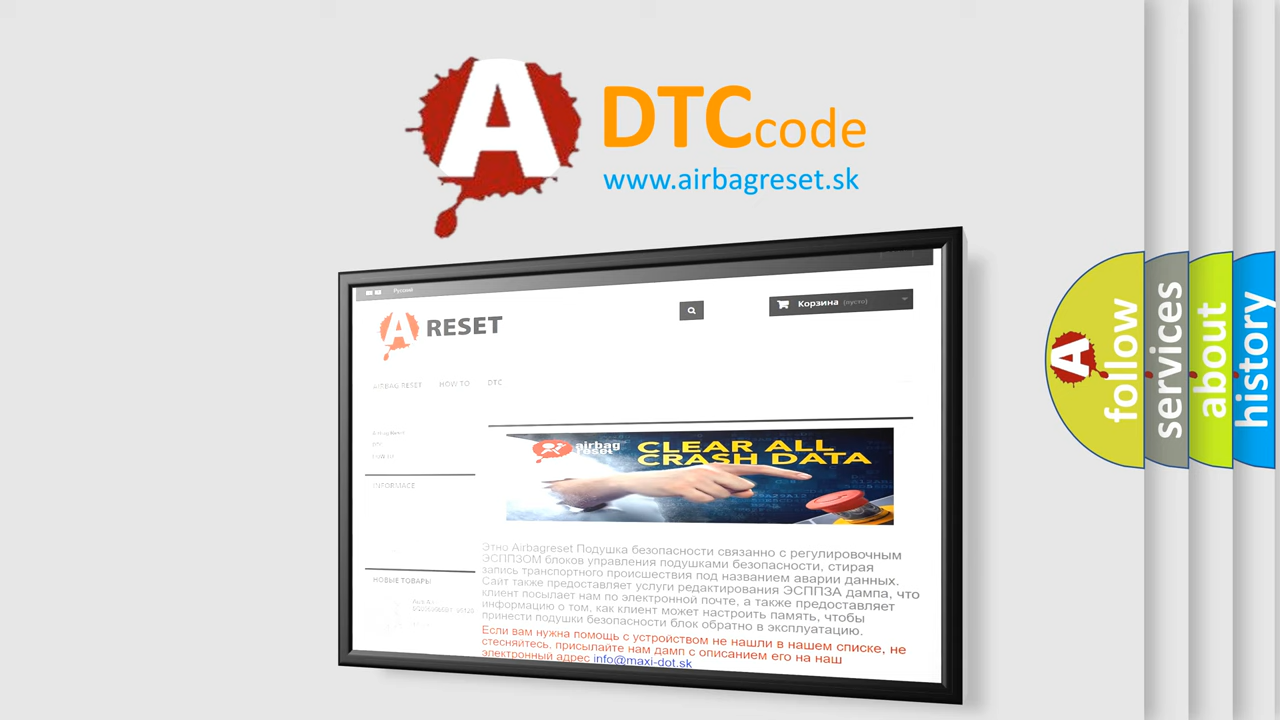 A
DTCcode
www.airbagreset.sk
Русский
Корзина (пусто)
A RESET
AIRBAG RESET HOW TO DTC
INFORMACE
airbag
reset
CLEAR ALL
CRASH DATA
Этно Airbagreset Подушка безопасности связанно с регулировочным
ЭСППЗОМ блоков управления подушками безопасности, стирая
запись транспортного происшествия под названием аварии данных.
Сайт также предоставляет услуги редактирования ЭСППЗА дампа, что
клиент посылает нам по электронной почте, а также предоставляет
информацию о том, как клиент может настроить память, чтобы
принести подушки безопасности блок обратно в эксплуатацию.
Если вам нужна помощь с устройством не нашли в нашем списке, не
стесняйтесь, присылайте нам дамп с описанием его на наш
электронный адрес info@maxi-dot.sk
НОВЫЕ ТОВАРЫ
A
follow
services
about
history